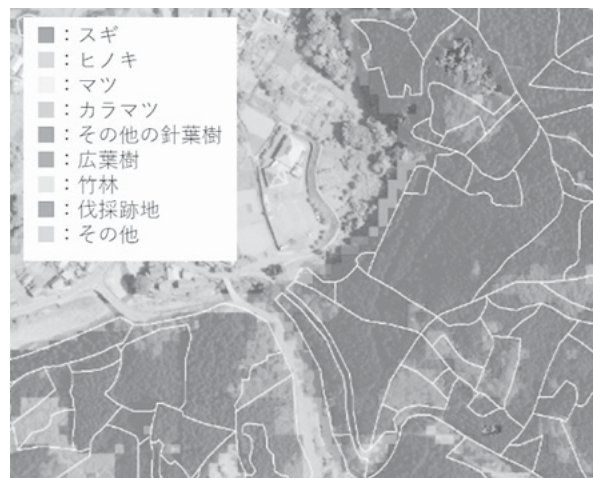 ：スギ
：ヒノキ
：マツ
：カラマツ
：その他の針葉樹
：広葉樹
：竹林
：伐採跡地
：その他